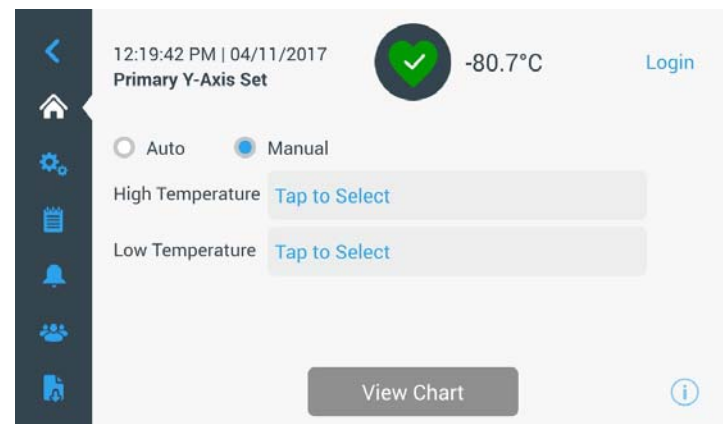 12:19:42 PM | 04/11/2017
Primary Y-Axis Set
-80.7°C
Login
Auto
Manual
High Temperature Tap to Select
Low Temperature Tap to Select
View Chart
i